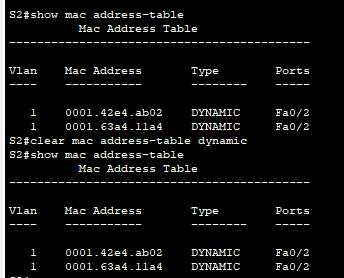 S2#show mac address-table
Mac Address Table
-------------------------------------------
Vlan Mac Address Type Ports
---- ----------- -------- -----
1 0001.42e4.ab02 DYNAMIC Fa0/2
1 0001.63a4.11a4 DYNAMIC Fa0/2
S2#clear mac address-table dynamic
S2#show mac address-table
Mac Address Table
-------------------------------------------
Vlan Mac Address Type Ports
---- ----------- -------- -----
1 0001.42e4.ab02 DYNAMIC Fa0/2
1 0001.63a4.11a4 DYNAMIC Fa0/2